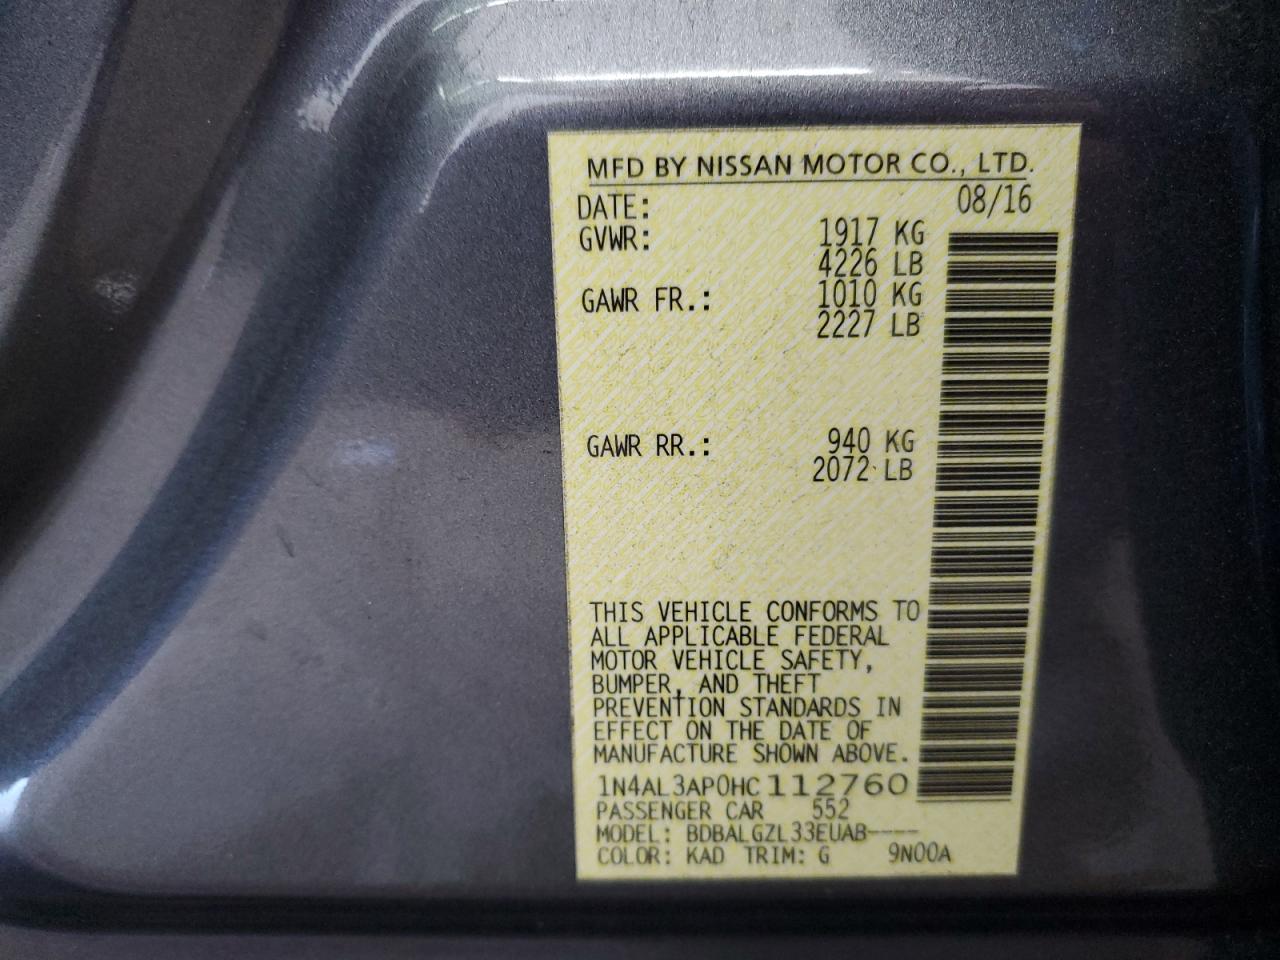 MFD BY NISSAN MOTOR CO., LTD.
DATE: 08/16
GVWR: 1917 KG
4226 LB
GAWR FR.: 1010 KG
2227 LB
GAWR RR.: 940 KG
2072 LB
THIS VEHICLE CONFORMS TO
ALL APPLICABLE FEDERAL
MOTOR VEHICLE SAFETY,
BUMPER, AND THEFT
PREVENTION STANDARDS IN
EFFECT ON THE DATE OF
MANUFACTURE SHOWN ABOVE.
1N4AL3AP0HC112760
PASSENGER CAR 552
MODEL: BDBALGZL33EUAB----
COLOR: KAD TRIM: G 9N00A